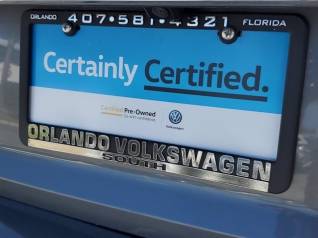 ORLANDO 407•581•4321 FLORIDA
Certainly Certified.
Certified Pre-Owned
Volkswagen
ORLANDO VOLKSWAGEN
SOUTH